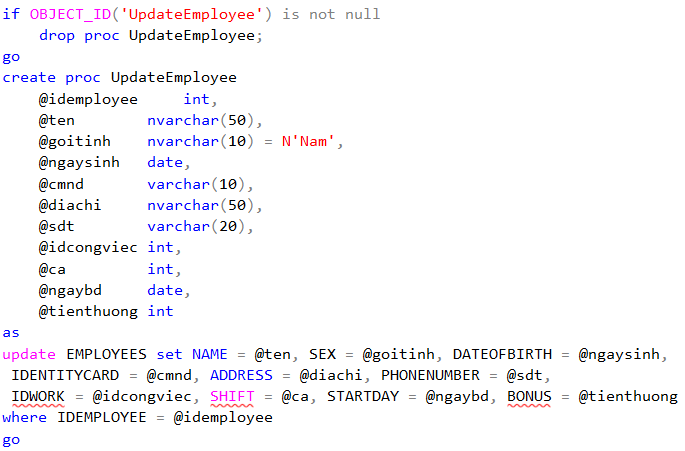 if OBJECT_ID('UpdateEmployee') is not null
    drop proc UpdateEmployee;
go
create proc UpdateEmployee
    @idemployee     int,
    @ten        nvarchar(50),
    @goitinh    nvarchar(10) = N'Nam',
    @ngaysinh   date,
    @cmnd       varchar(10),
    @diachi     nvarchar(50),
    @sdt        varchar(20),
    @idcongviec int,
    @ca         int,
    @ngaybd     date,
    @tienthuong int
as
update EMPLOYEES set NAME = @ten, SEX = @goitinh, DATEOFBIRTH = @ngaysinh,
 IDENTITYCARD = @cmnd, ADDRESS = @diachi, PHONENUMBER = @sdt,
 IDWORK = @idcongviec, SHIFT = @ca, STARTDAY = @ngaybd, BONUS = @tienthuong
where IDEMPLOYEE = @idemployee
go